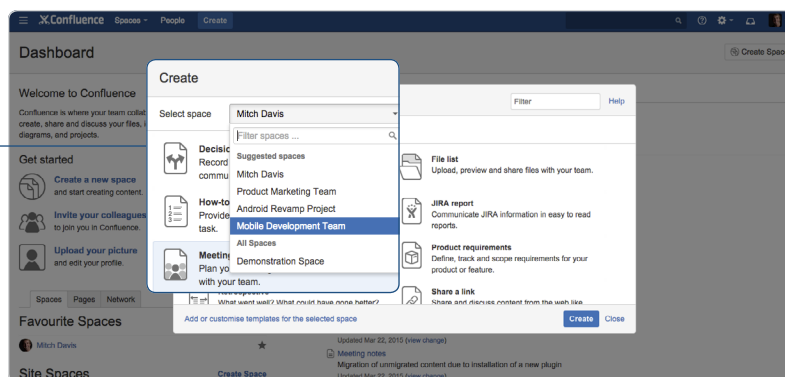 Confluence Spaces People Create
Dashboard
Create Spac
Welcome to Confluence
Confluence is where your team collab
create, share and discuss your files, i
diagrams, and projects.
Get started
Create a new space
and start creating content.
Invite your colleagues
to join you in Confluence.
Upload your picture
and edit your profile.
Spaces Pages Network
Favourite Spaces
Mitch Davis
Site Spaces
Create Space
Create
Select space Mitch Davis
Filter spaces ...
Suggested spaces
Mitch Davis
Product Marketing Team
Android Revamp Project
Mobile Development Team
All Spaces
Demonstration Space
Filter Help
Decisio
Record
commu
How-to
Provide
task.
Meeting
Plan yo
with your team.
Retrospective
What went well? What could have gone better?
File list
Upload, preview and share files with your team.
JIRA report
Communicate JIRA information in easy to read
reports.
Product requirements
Define, track and scope requirements for your
product or feature.
Share a link
Share and discuss content from the web like
Add or customise templates for the selected space
Create Close
Updated Mar 22, 2015 (view change)
Meeting notes
Migration of unmigrated content due to installation of a new plugin
Updated Mar 22, 2015 (view change)